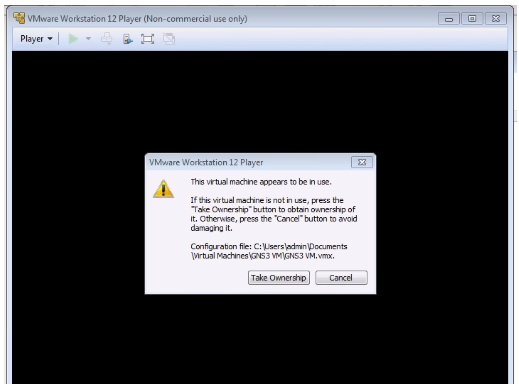 VMware Workstation 12 Player (Non-commercial use only)
Player
VMware Workstation 12 Player
This virtual machine appears to be in use.
If this virtual machine is not in use, press the
"Take Ownership" button to obtain ownership of
it. Otherwise, press the "Cancel" button to avoid
damaging it.
Configuration file: C:\Users\admin\Documents
\Virtual Machines\GNS3 VM\GNS3 VM.vmx.
Take Ownership
Cancel